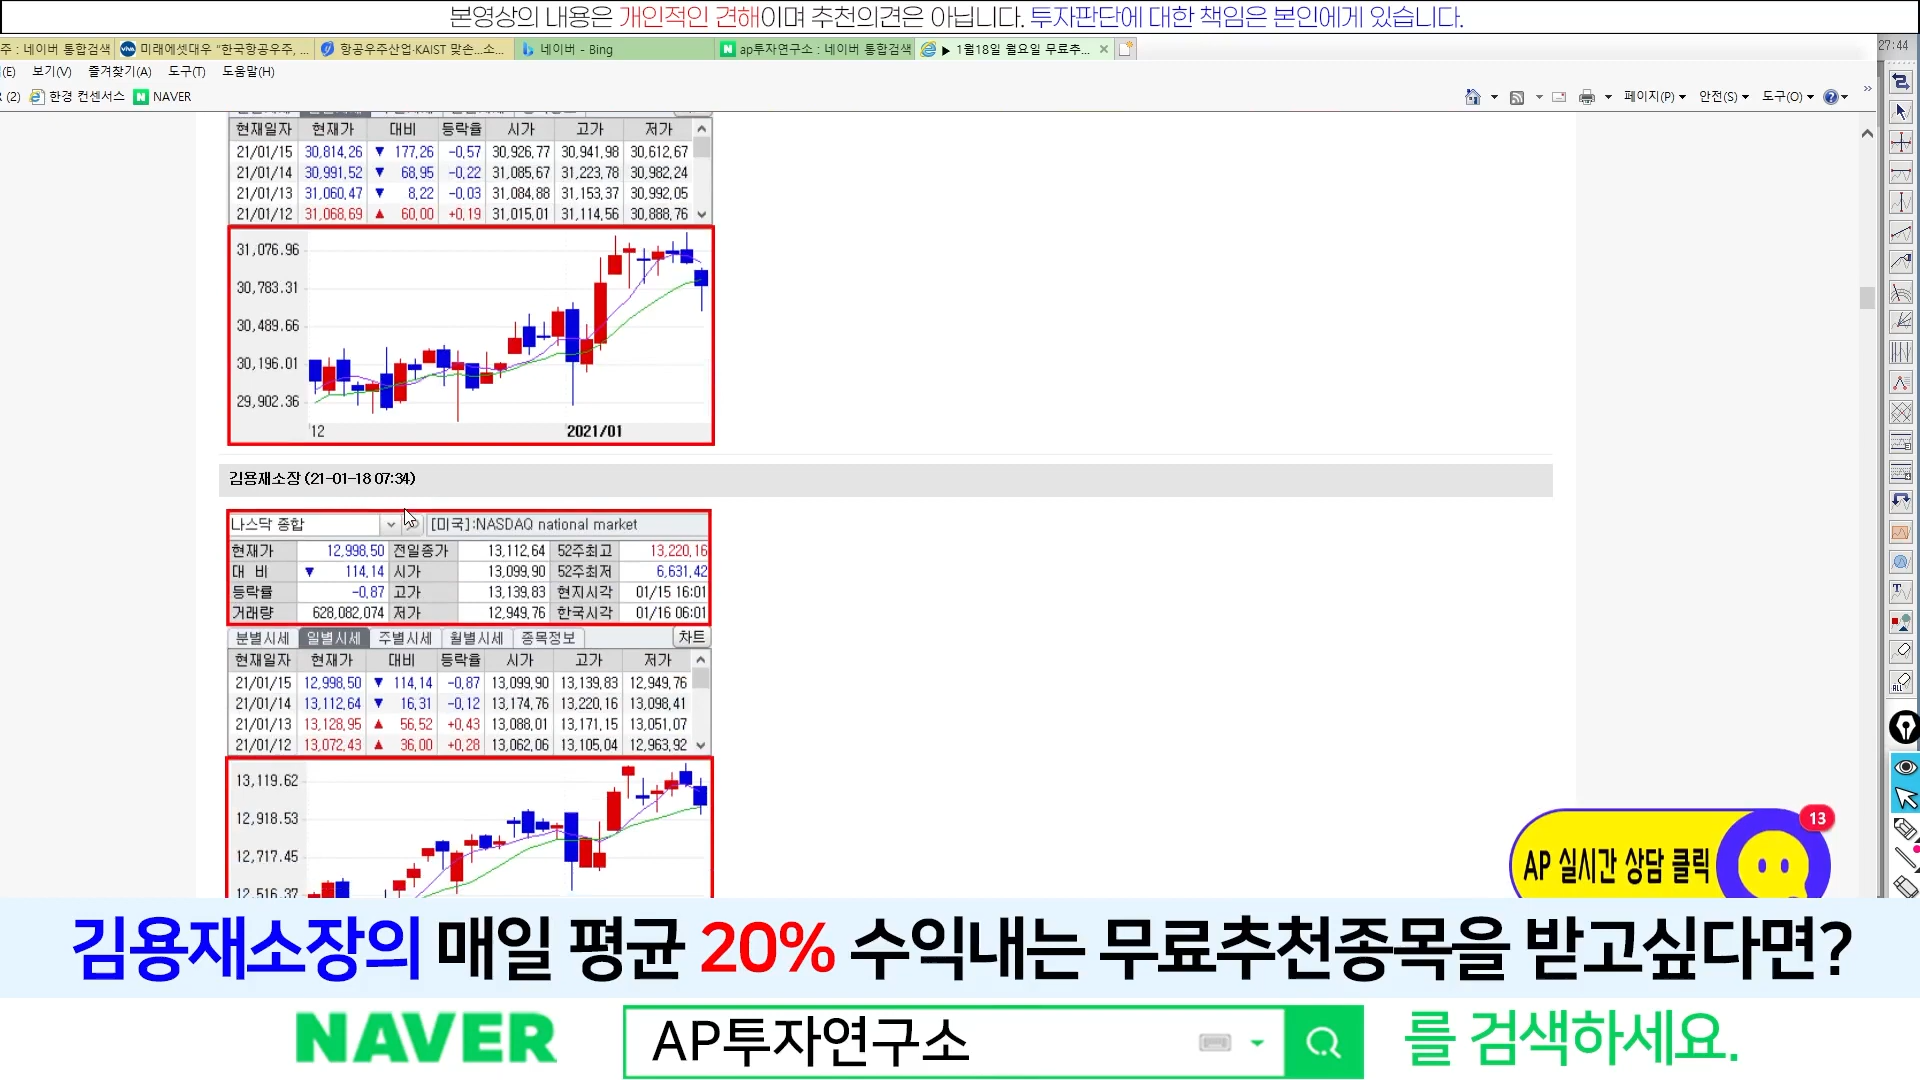 본영상의 내용은 개인적인 견해이며 추천의견은 아닙니다. 투자판단에 대한 책임은 본인에게 있습니다.
주 : 네이버 통합검색 미래에셋대우 "한국항공우주, ... 항공우주산업·KAIST 맞손...소... 네이버 - Bing ap투자연구소 : 네이버 통합검색 ▶ 1월18일 월요일 무료추... 27:44
(E) 보기(V) 즐겨찾기(A) 도구(T) 도움말(H)
(2) 한경 컨센서스 NAVER 페이지(P) 안전(S) 도구(O)
현재일자 현재가 대비 등락율 시가 고가 저가
21/01/15 30,814.26 ▼ 177.26 -0.57 30,926.77 30,941.98 30,612.67
21/01/14 30,991.52 ▼ 68.95 -0.22 31,085.67 31,223.78 30,982.24
21/01/13 31,060.47 ▼ 8.22 -0.03 31,084.88 31,153.37 30,992.05
21/01/12 31,068.69 ▲ 60.00 +0.19 31,015.01 31,114.56 30,888.76
31,076.96
30,783.31
30,489.66
30,196.01
29,902.36
12 2021/01
김용재소장 (21-01-18 07:34)
나스닥 종합 [미국]:NASDAQ national market
현재가 12,998.50 전일종가 13,112.64 52주최고 13,220.16
대 비 ▼ 114.14 시가 13,099.90 52주최저 6,631.42
등락률 -0.87 고가 13,139.83 현지시각 01/15 16:01
거래량 628,082,074 저가 12,949.76 한국시각 01/16 06:01
분별시세 일별시세 주별시세 월별시세 종목정보 차트
현재일자 현재가 대비 등락율 시가 고가 저가
21/01/15 12,998.50 ▼ 114.14 -0.87 13,099.90 13,139.83 12,949.76
21/01/14 13,112.64 ▼ 16.31 -0.12 13,174.76 13,220.16 13,098.41
21/01/13 13,128.95 ▲ 56.52 +0.43 13,088.01 13,171.15 13,051.07
21/01/12 13,072.43 ▲ 36.00 +0.28 13,062.06 13,105.04 12,963.92
13,119.62
12,918.53
12,717.45
12,516.37
13
AP 실시간 상담 클릭
김용재소장의 매일 평균 20% 수익내는 무료추천종목을 받고싶다면?
NAVER AP투자연구소 를 검색하세요.